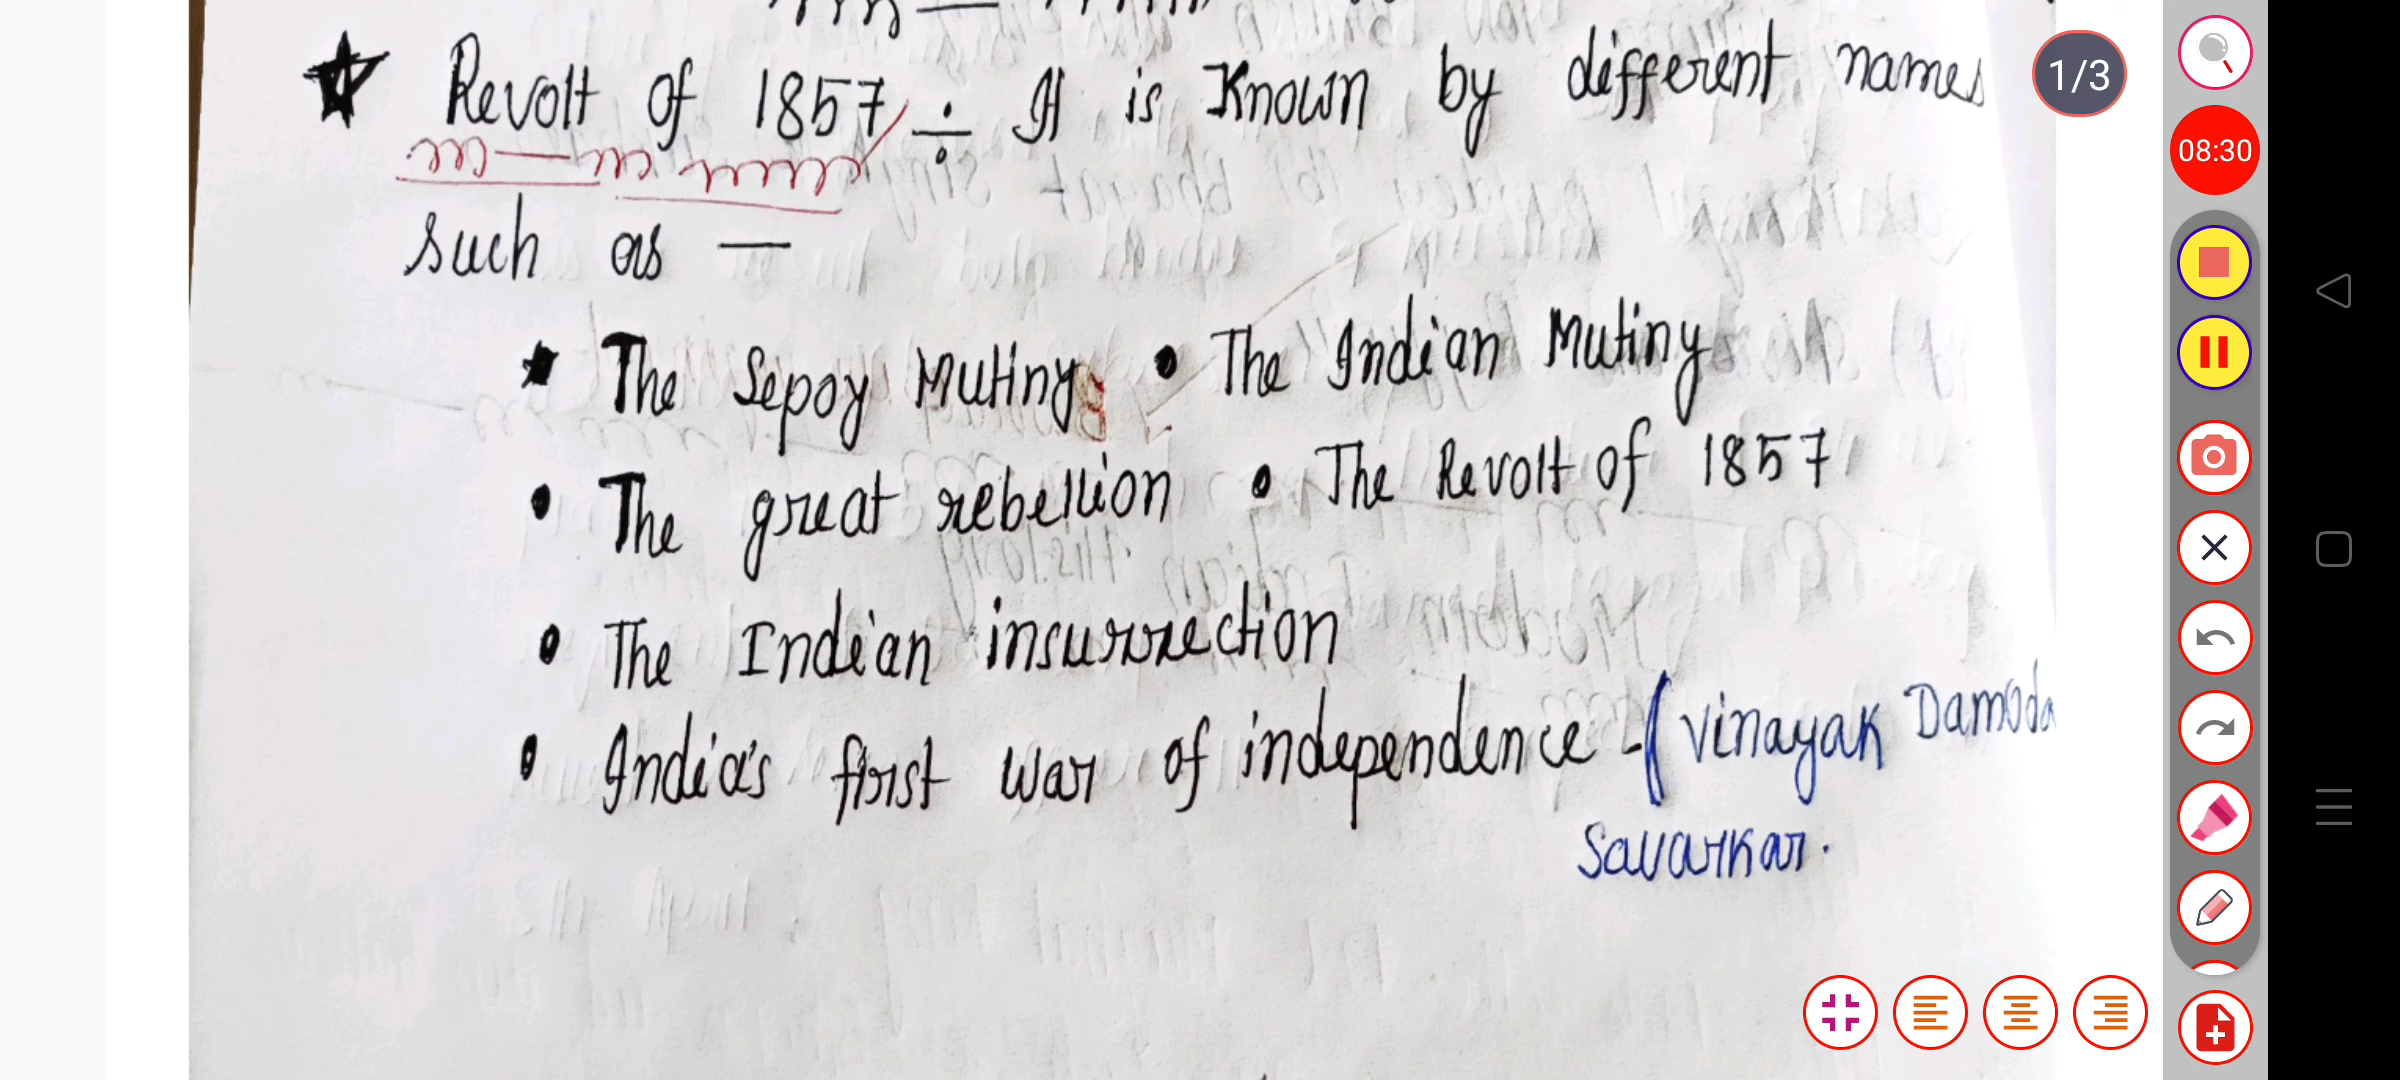 Revolt of 1857 ÷ It is Known by different names
such as —
★ The Sepoy Mutiny • The Indian Mutiny
• The great rebellion • The Revolt of 1857
• The Indian insurrection
• India's first war of independence - (Vinayak Damoda
Savarkar.
1/3
08:30